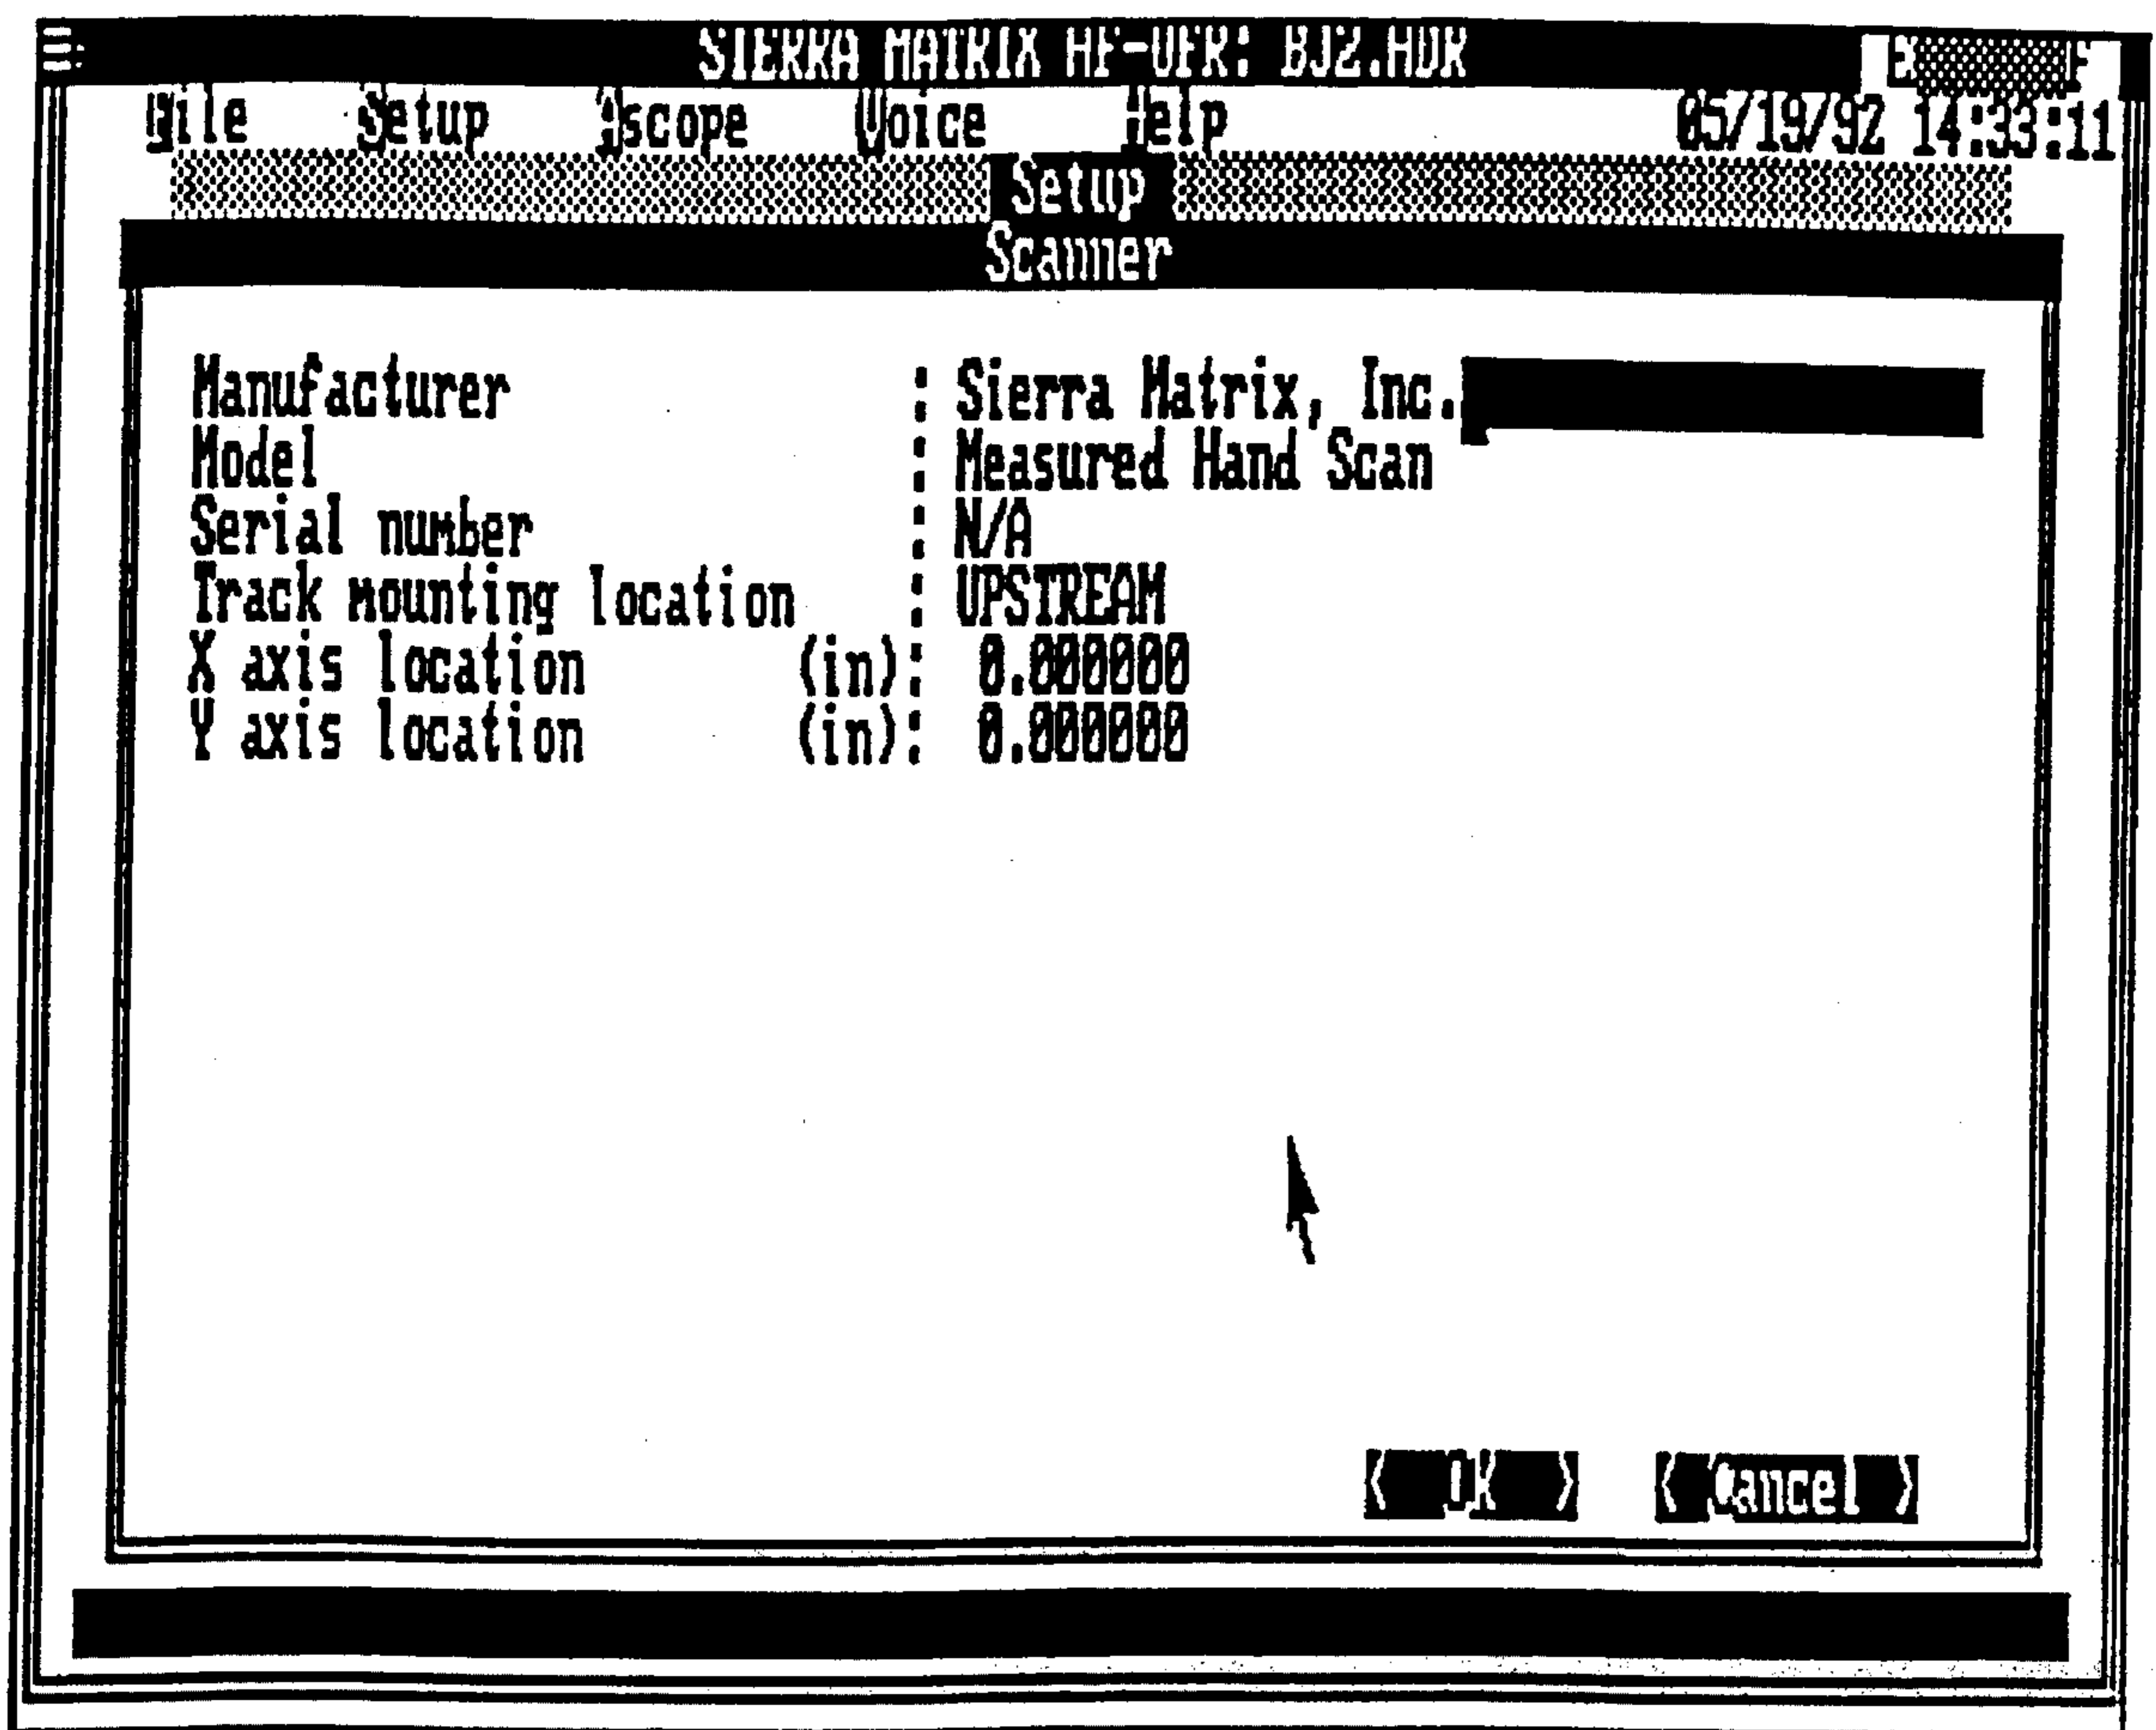 SIERRA MATRIX HF-VFR: BJ2.HDR
File Setup Ascope Voice Help 05/19/92 14:33:11
Setup
Scanner
Manufacturer : Sierra Matrix, Inc.
Model : Measured Hand Scan
Serial number : N/A
Track mounting location : UPSTREAM
X axis location (in): 0.000000
Y axis location (in): 0.000000
< OK > < Cancel >